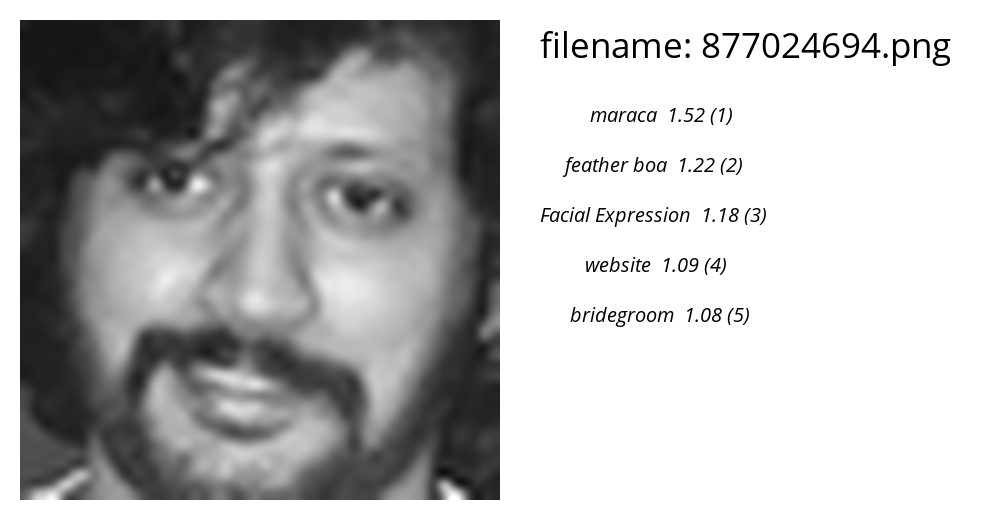 filename: 877024694.png
maraca 1.52 (1)
feather boa 1.22 (2)
Facial Expression 1.18 (3)
website 1.09 (4)
bridegroom 1.08 (5)